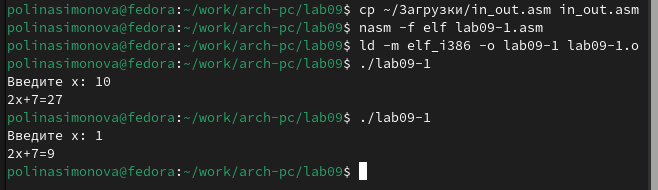 polinasimonova@fedora:~/work/arch-pc/lab09$ cp ~/Загрузки/in_out.asm in_out.asm
polinasimonova@fedora:~/work/arch-pc/lab09$ nasm -f elf lab09-1.asm
polinasimonova@fedora:~/work/arch-pc/lab09$ ld -m elf_i386 -o lab09-1 lab09-1.o
polinasimonova@fedora:~/work/arch-pc/lab09$ ./lab09-1
Введите x: 10
2x+7=27
polinasimonova@fedora:~/work/arch-pc/lab09$ ./lab09-1
Введите x: 1
2x+7=9
polinasimonova@fedora:~/work/arch-pc/lab09$